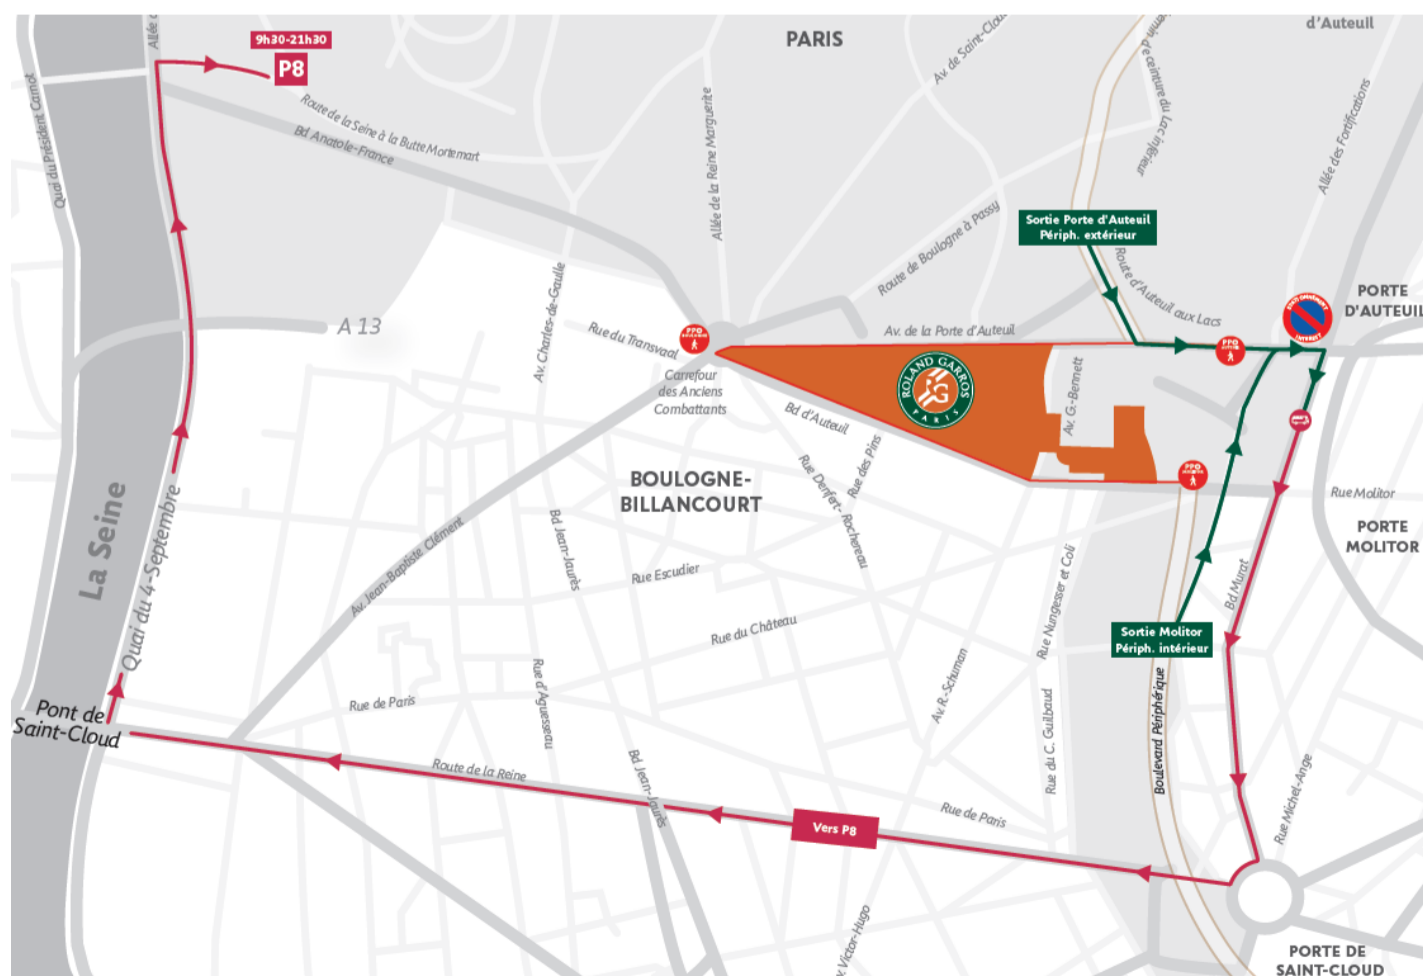 9h30-21h30
P8
PARIS
d'Auteuil
Allée d
Quai du Président Carnot
Route de la Seine à la Butte Mortemart
Bd Anatole-France
Allée de la Reine Marguerite
Av. de Saint-Cloud
emin de ceinture du Lac inférieur
Allée des Fortifications
Sortie Porte d'Auteuil
Périph. extérieur
Route de Boulogne à Passy
Route d'Auteuil aux Lacs
PORTE
D'AUTEUIL
A 13
Av. Charles-de-Gaulle
Rue du Transvaal
PPO
Av. de la Porte d'Auteuil
PPO
Carrefour
des Anciens
Combattants
ROLAND GARROS
RG
PARIS
Av. G.-Bennett
Bd d'Auteuil
Rue des Pins
BOULOGNE-
BILLANCOURT
Rue Denfert-Rochereau
PPO
Rue Molitor
PORTE
MOLITOR
La Seine
Quai du 4-Septembre
Av. Jean-Baptiste Clément
Bd Jean-Jaurès
Rue Escudier
Rue du Château
Rue Nungesser et Coli
Bd Murat
Sortie Molitor
Périph. intérieur
Rue de Paris
Rue d'Aguesseau
Av. R.-Schuman
Rue du C. Guilbaud
Boulevard Périphérique
Pont de
Saint-Cloud
Route de la Reine
Bd Jean-Jaurès
Vers P8
Rue de Paris
Rue Michel-Ange
v. Victor-Hugo
PORTE DE
SAINT-CLOUD